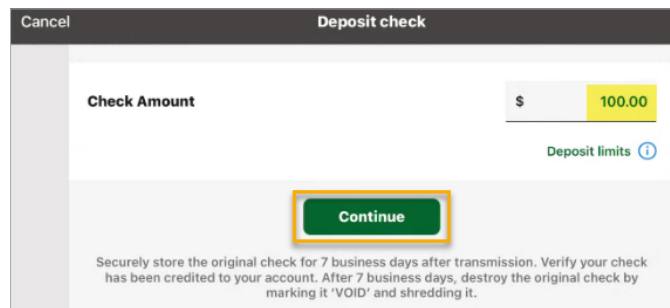 Cancel Deposit check
Check Amount $ 100.00
Deposit limits
Continue
Securely store the original check for 7 business days after transmission. Verify your check
has been credited to your account. After 7 business days, destroy the original check by
marking it ‘VOID’ and shredding it.